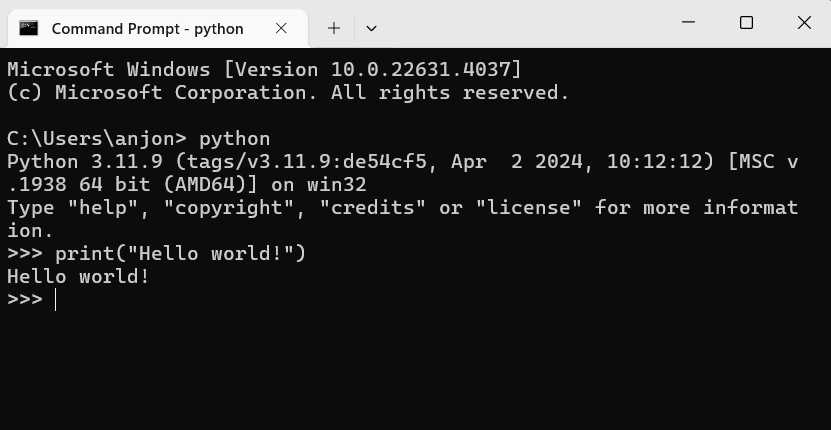 Command Prompt - python
Microsoft Windows [Version 10.0.22631.4037]
(c) Microsoft Corporation. All rights reserved.
C:\Users\anjon> python
Python 3.11.9 (tags/v3.11.9:de54cf5, Apr  2 2024, 10:12:12) [MSC v
.1938 64 bit (AMD64)] on win32
Type "help", "copyright", "credits" or "license" for more informat
ion.
>>> print("Hello world!")
Hello world!
>>>